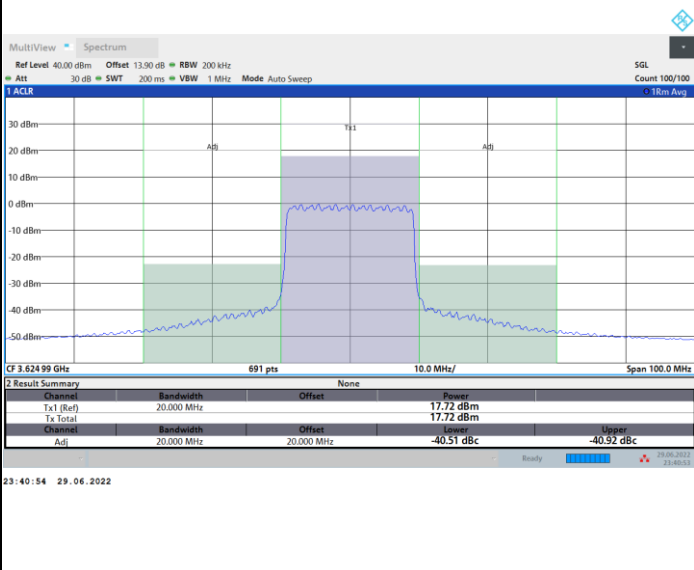 MultiView Spectrum
Ref Level 40.00 dBm Offset 13.90 dB RBW 200 kHz SGL
Att 30 dB SWT 200 ms VBW 1 MHz Mode Auto Sweep Count 100/100
1 ACLR 1Rm Avg
30 dBm
Tx1
20 dBm Adj Adj
10 dBm
0 dBm
-10 dBm
-20 dBm
-30 dBm
-40 dBm
-50 dBm
CF 3.624 99 GHz 691 pts 10.0 MHz/ Span 100.0 MHz
2 Result Summary None
Channel Bandwidth Offset Power
Tx1 (Ref) 20.000 MHz 17.72 dBm
Tx Total 17.72 dBm
Channel Bandwidth Offset Lower Upper
Adj 20.000 MHz 20.000 MHz -40.51 dBc -40.92 dBc
Ready 29.06.2022
23:40:53
23:40:54 29.06.2022